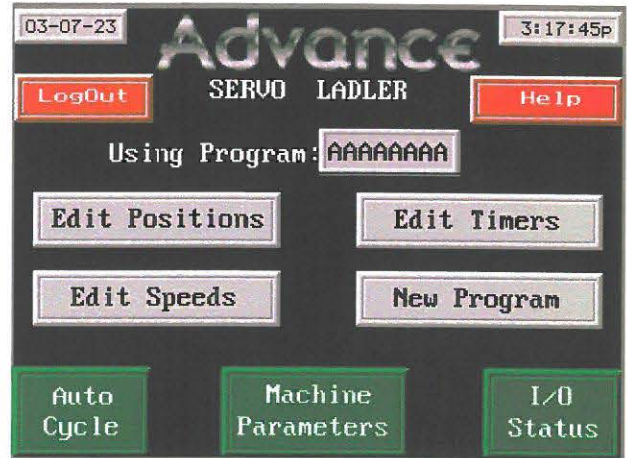 03-07-23
3:17:45p
Advance
SERVO LADLER
LogOut
Help
Using Program:
AAAAAAAA
Edit Positions
Edit Timers
Edit Speeds
New Program
Auto
Cycle
Machine
Parameters
I/O
Status